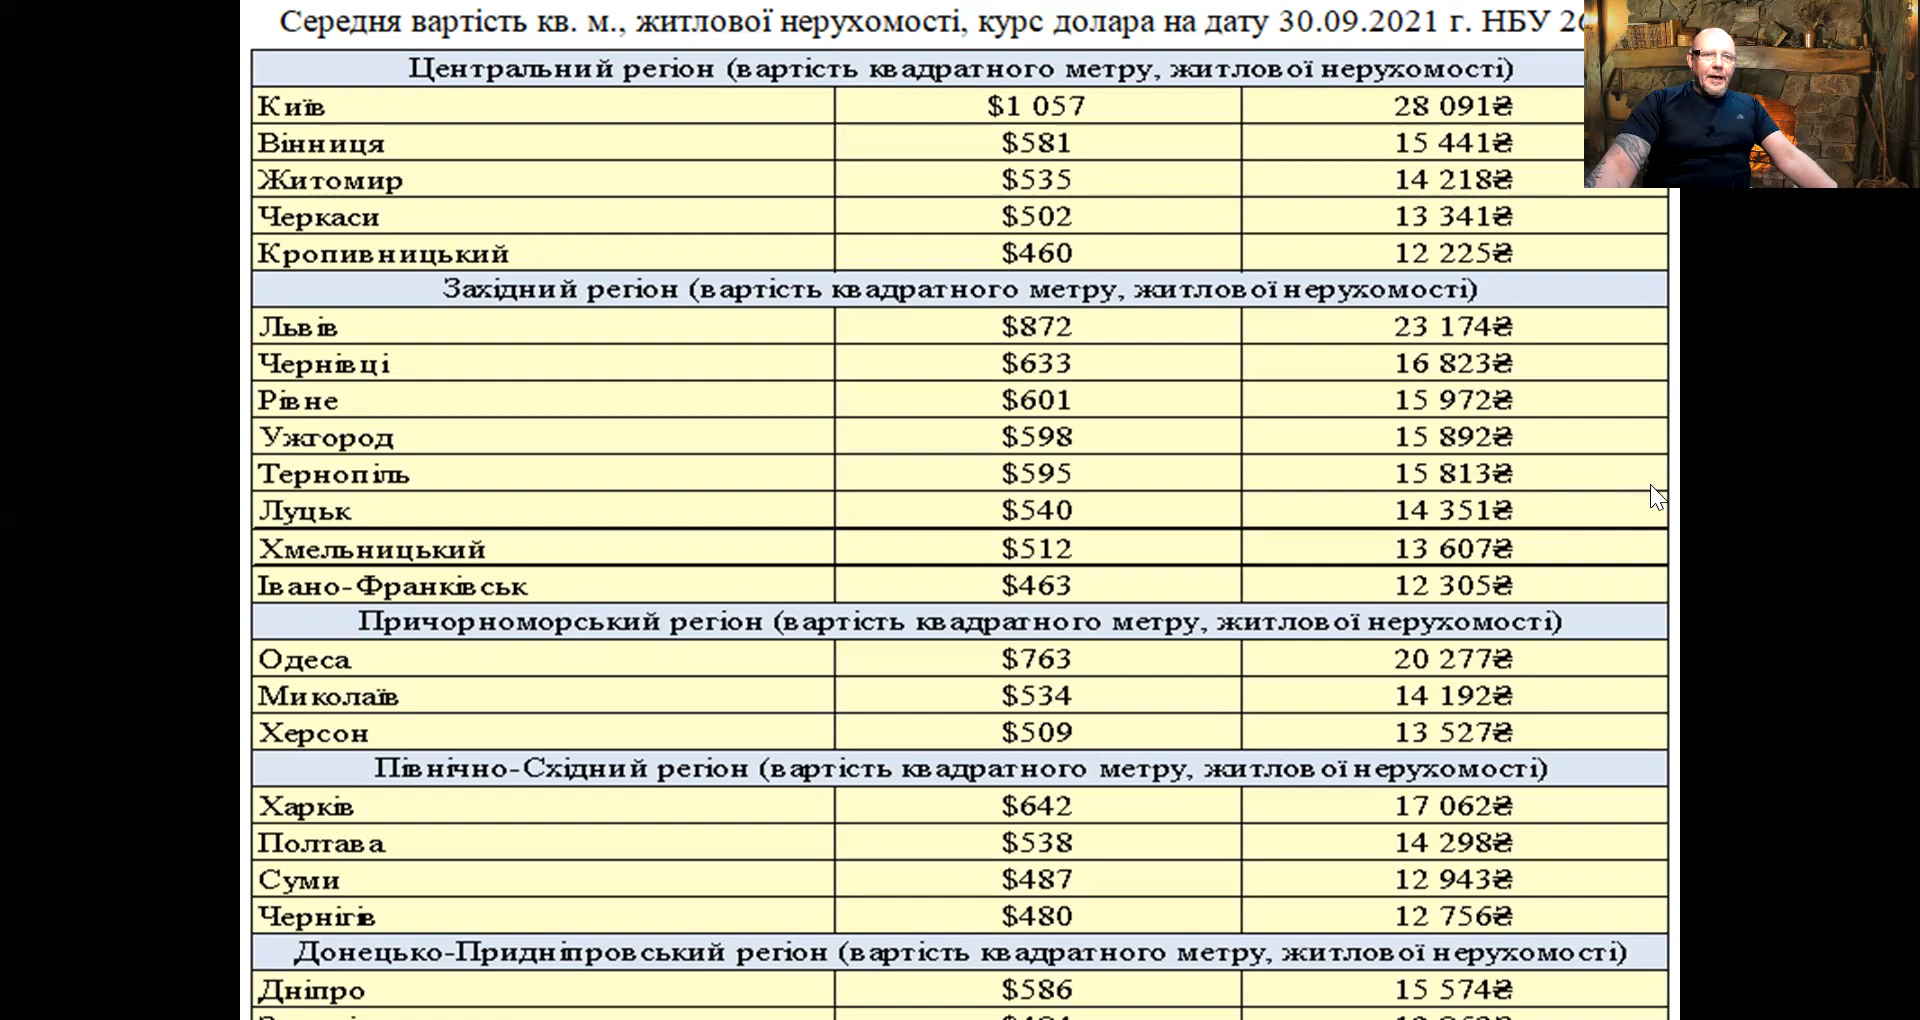 Середня вартість кв. м., житлової нерухомості, курс долара на дату 30.09.2021 г. НБУ
Центральний регіон (вартість квадратного метру, житлової нерухомості)
Київ $1 057 28 091₴
Вінниця $581 15 441₴
Житомир $535 14 218₴
Черкаси $502 13 341₴
Кропивницький $460 12 225₴
Західний регіон (вартість квадратного метру, житлової нерухомості)
Львів $872 23 174₴
Чернівці $633 16 823₴
Рівне $601 15 972₴
Ужгород $598 15 892₴
Тернопіль $595 15 813₴
Луцьк $540 14 351₴
Хмельницький $512 13 607₴
Івано-Франківськ $463 12 305₴
Причорноморський регіон (вартість квадратного метру, житлової нерухомості)
Одеса $763 20 277₴
Миколаїв $534 14 192₴
Херсон $509 13 527₴
Північно-Східний регіон (вартість квадратного метру, житлової нерухомості)
Харків $642 17 062₴
Полтава $538 14 298₴
Суми $487 12 943₴
Чернігів $480 12 756₴
Донецько-Придніпровський регіон (вартість квадратного метру, житлової нерухомості)
Дніпро $586 15 574₴